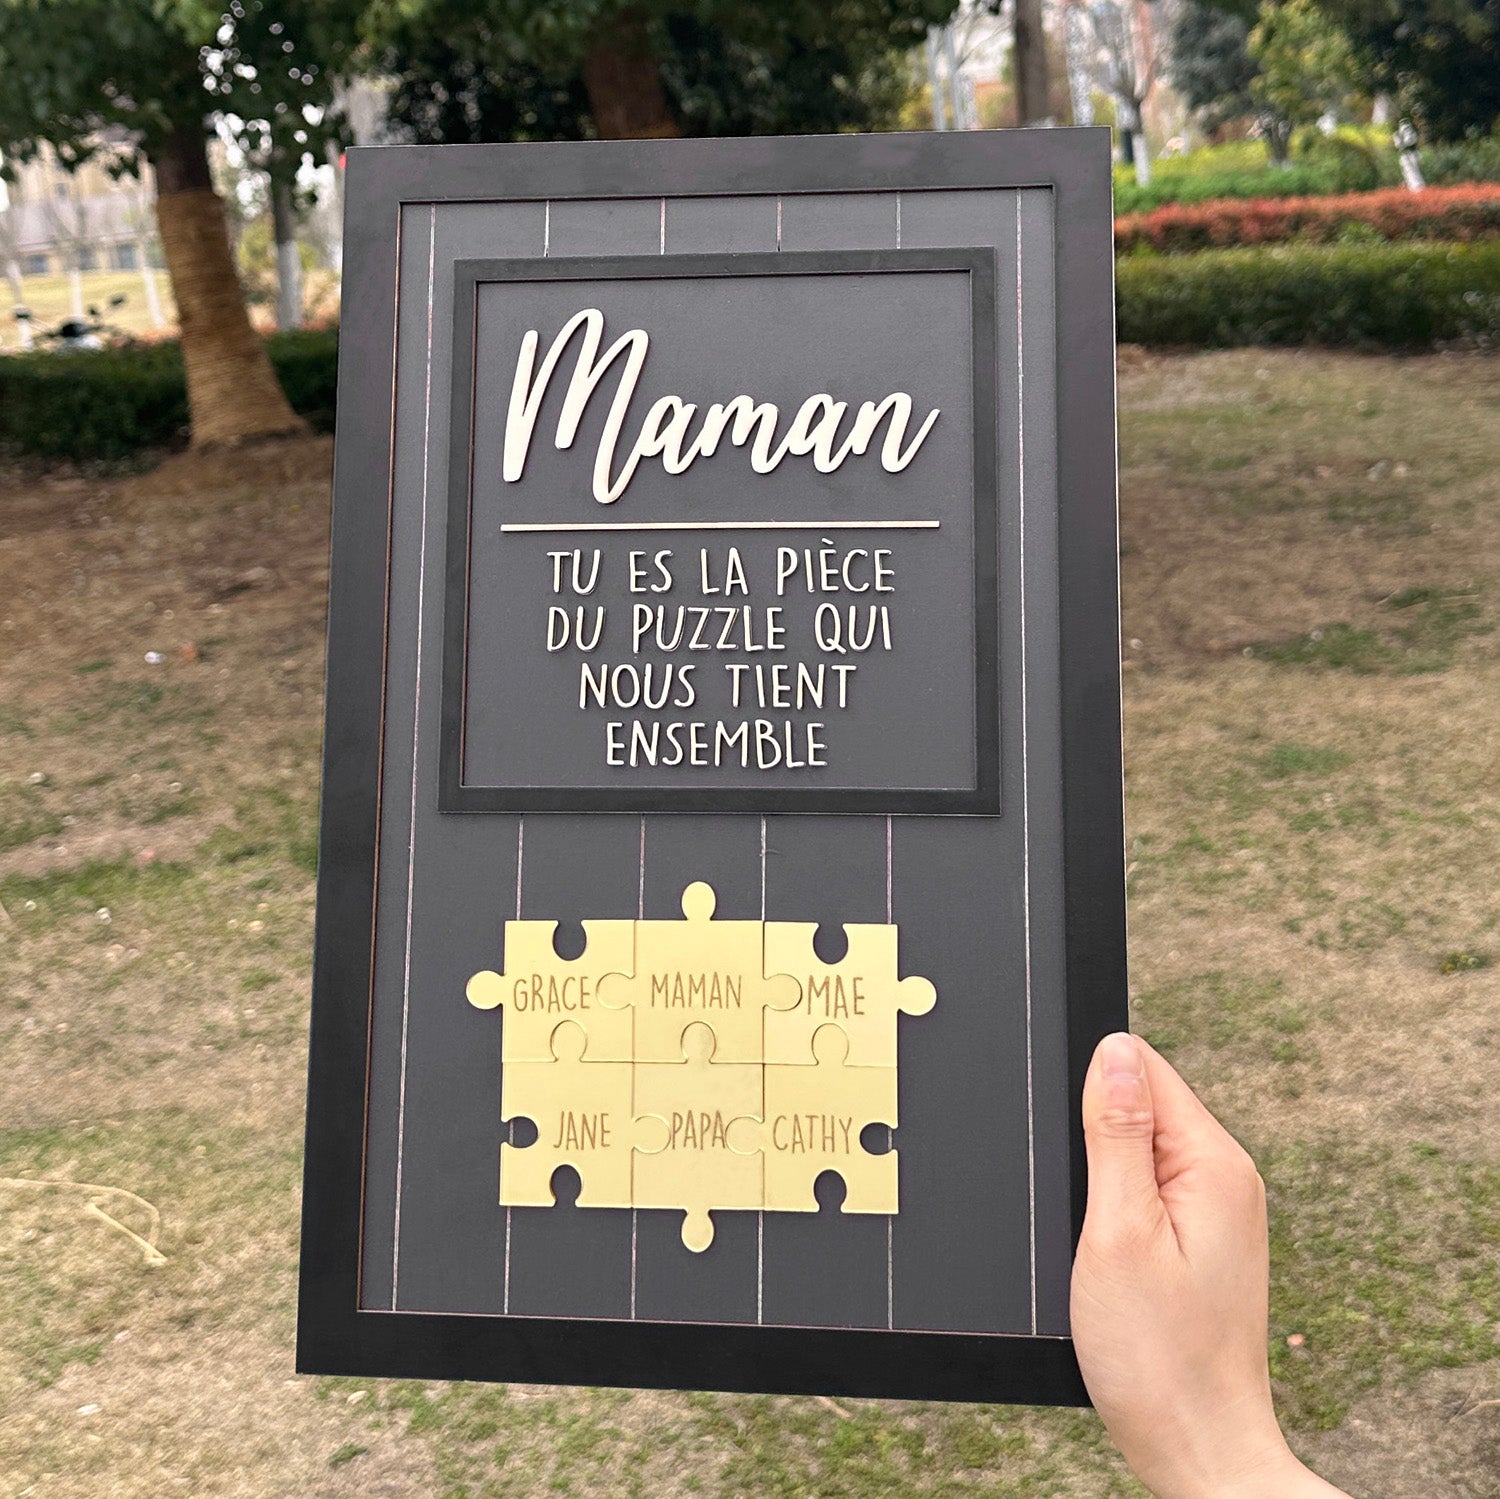 Maman
TU ES LA PIÈCE
DU PUZZLE QUI
NOUS TIENT
ENSEMBLE
GRACE MAMAN MAE
JANE PAPA CATHY